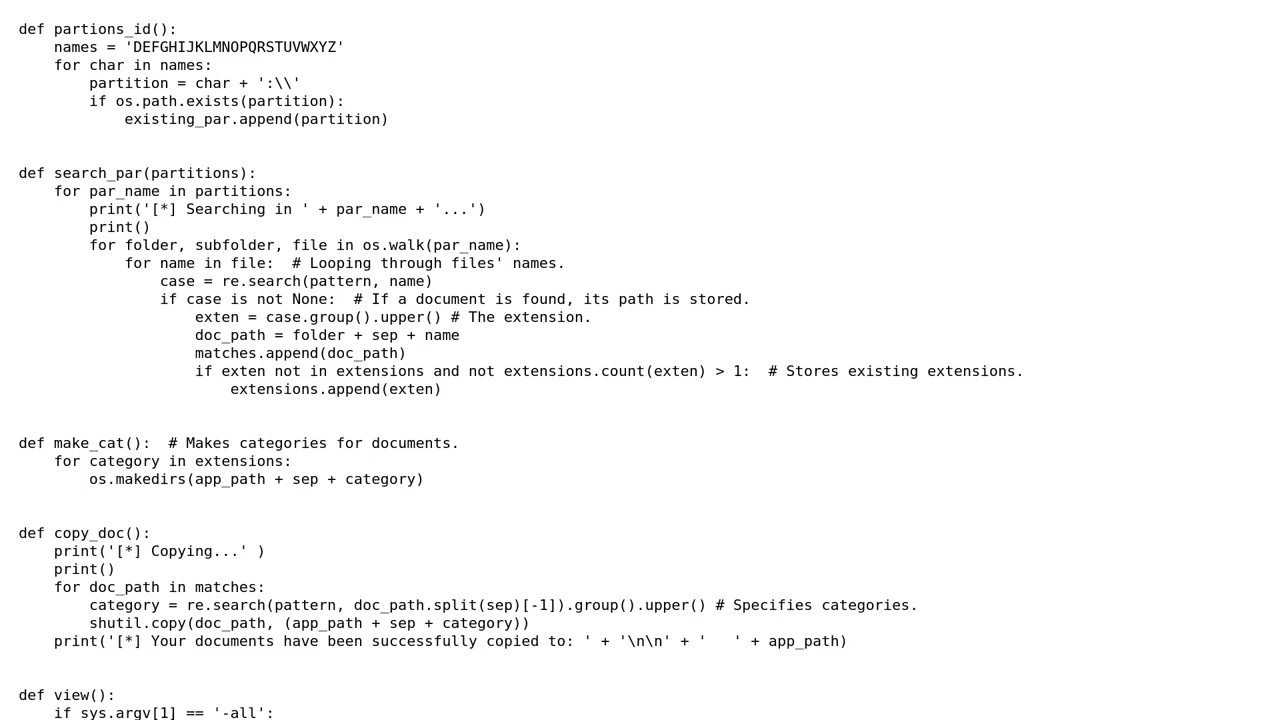 def partions_id():
    names = 'DEFGHIJKLMNOPQRSTUVWXYZ'
    for char in names:
        partition = char + ':\\'
        if os.path.exists(partition):
            existing_par.append(partition)


def search_par(partitions):
    for par_name in partitions:
        print('[*] Searching in ' + par_name + '...')
        print()
        for folder, subfolder, file in os.walk(par_name):
            for name in file:  # Looping through files' names.
                case = re.search(pattern, name)
                if case is not None:  # If a document is found, its path is stored.
                    exten = case.group().upper() # The extension.
                    doc_path = folder + sep + name
                    matches.append(doc_path)
                    if exten not in extensions and not extensions.count(exten) > 1:  # Stores existing extensions.
                        extensions.append(exten)


def make_cat():  # Makes categories for documents.
    for category in extensions:
        os.makedirs(app_path + sep + category)


def copy_doc():
    print('[*] Copying...' )
    print()
    for doc_path in matches:
        category = re.search(pattern, doc_path.split(sep)[-1]).group().upper() # Specifies categories.
        shutil.copy(doc_path, (app_path + sep + category))
    print('[*] Your documents have been successfully copied to: ' + '\n\n' + '   ' + app_path)


def view():
    if sys.argv[1] == '-all':